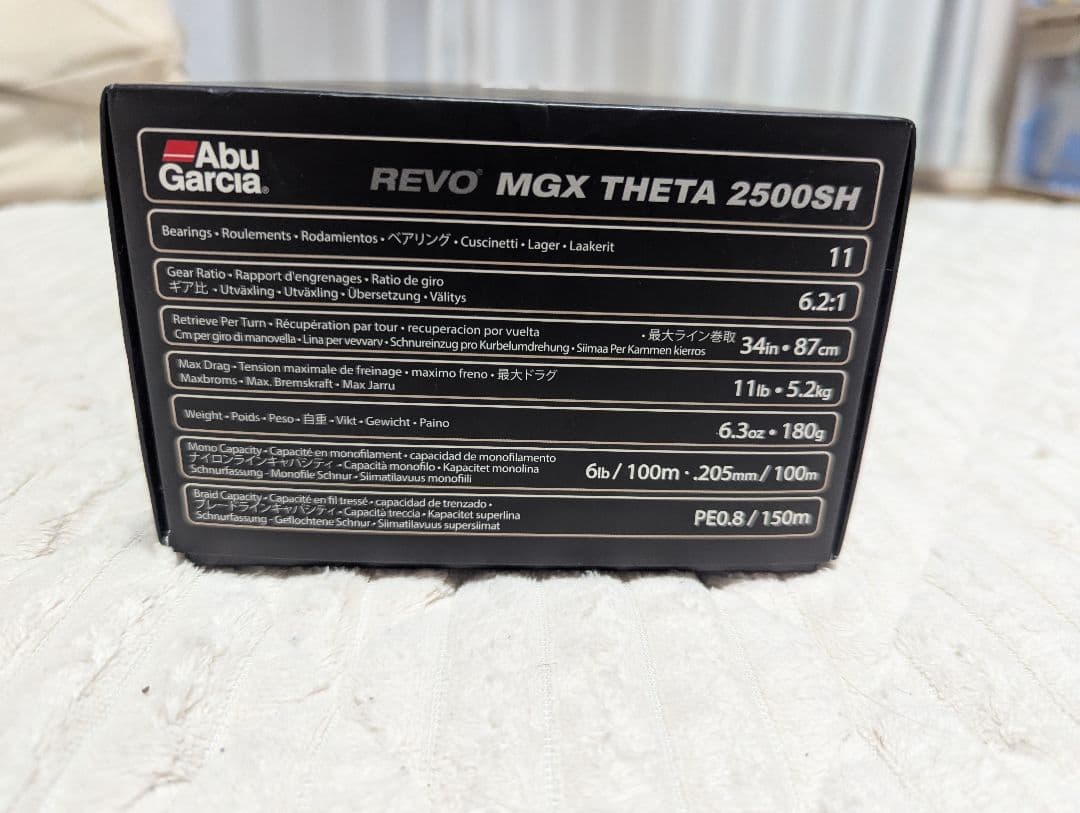 Abu Garcia®
REVO® MGX THETA 2500SH
Bearings • Roulements • Rodamientos • ベアリング • Cuscinetti • Lager • Laakerit
11
Gear Ratio • Rapport d'engrenages • Ratio de giro
ギア比 • Utväxling • Utväxling • Übersetzung • Välitys
6.2:1
Retrieve Per Turn • Récupération par tour • recuperacion por vuelta • 最大ライン巻取
Cm per giro di manovella • Lina per vevvarv • Schnureinzug pro Kurbelumdrehung • Siimaa Per Kammen kierros
34in • 87cm
Max Drag • Tension maximale de freinage • maximo freno • 最大ドラグ
Maxbroms • Max. Bremskraft • Max Jarru
11lb • 5.2kg
Weight • Poids • Peso • 自重 • Vikt • Gewicht • Paino
6.3oz • 180g
Mono Capacity • Capacité en monofilament • capacidad de monofilamento
ナイロンラインキャパシティ • Capacità monofilo • Kapacitet monolina
Schnurfassung - Monofile Schnur • Siimatilavuus monofiili
6lb / 100m • .205mm / 100m
Braid Capacity • Capacité en fil tressé • capacidad de trenzado •
ブレードラインキャパシティ • Capacità treccia • Kapacitet superlina
Schnurfassung - Geflochtene Schnur • Siimatilavuus supersiimat
PE0.8 / 150m